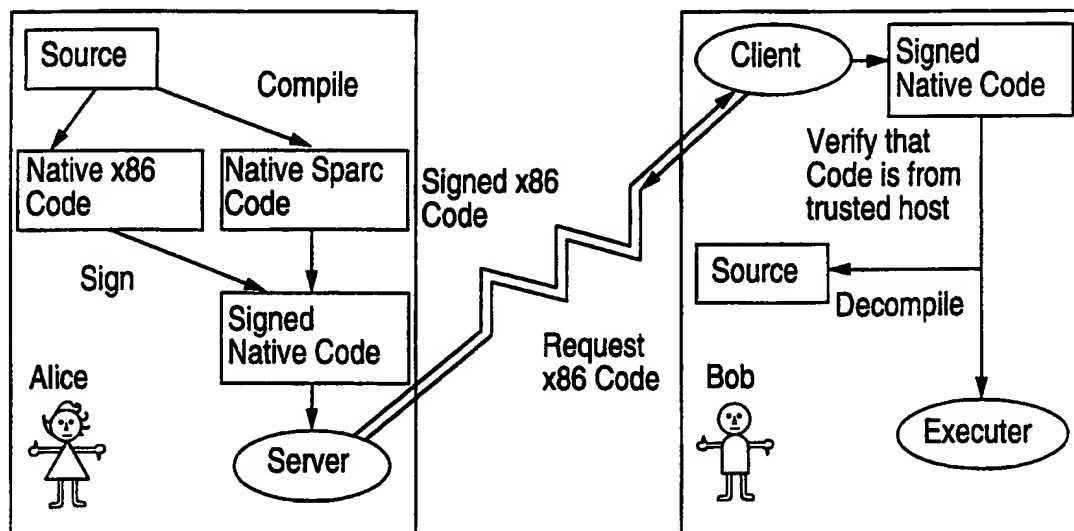 Source
Compile
Native x86
Code
Native Sparc
Code
Sign
Signed
Native Code
Alice
Server
Signed x86
Code
Request
x86 Code
Client
Signed
Native Code
Verify that
Code is from
trusted host
Source
Decompile
Bob
Executer